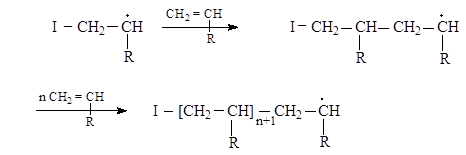 CH₂ = CH
R
I – CH₂ – ĊH
R
I – CH₂ – CH – CH₂ – ĊH
R R
n CH₂ = CH
R
I – [CH₂ – CH]ₙ₊₁ – CH₂ – ĊH
R R